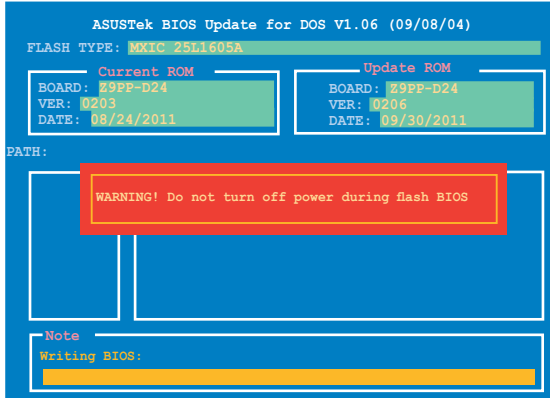 ASUSTek BIOS Update for DOS V1.06 (09/08/04)
FLASH TYPE: MXIC 25L1605A
Current ROM
BOARD: Z9PP-D24
VER: 0203
DATE: 08/24/2011
Update ROM
BOARD: Z9PP-D24
VER: 0206
DATE: 09/30/2011
PATH:
WARNING! Do not turn off power during flash BIOS
Note
Writing BIOS: